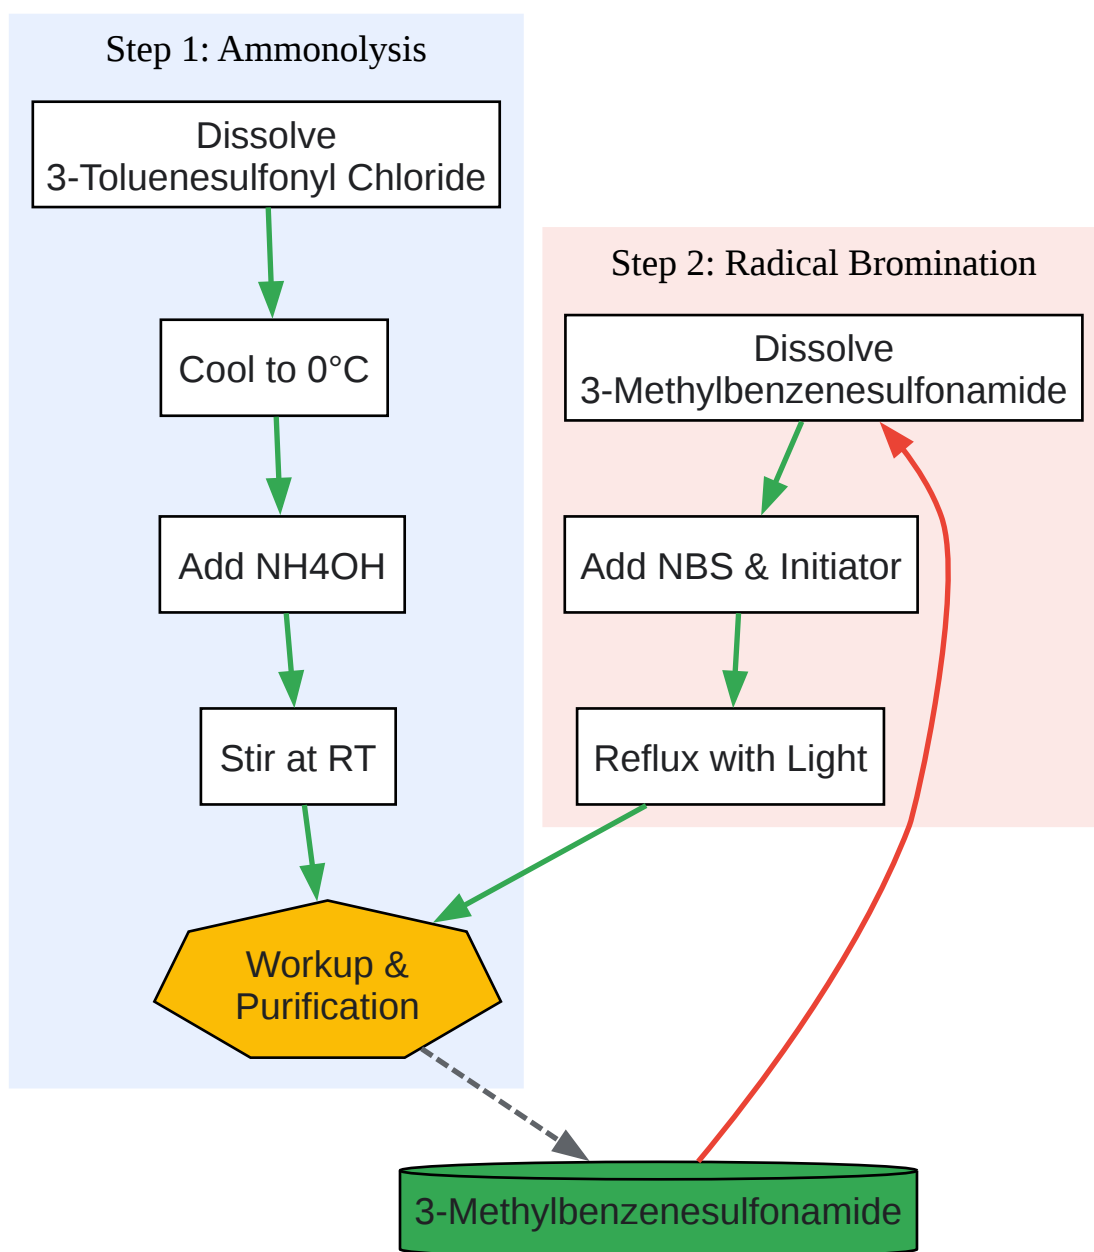 Step 1: Ammonolysis
Dissolve
3-Toluenesulfonyl Chloride
Cool to 0°C
Add NH4OH
Stir at RT
Workup &
Purification
Step 2: Radical Bromination
Dissolve
3-Methylbenzenesulfonamide
Add NBS & Initiator
Reflux with Light
3-Methylbenzenesulfonamide